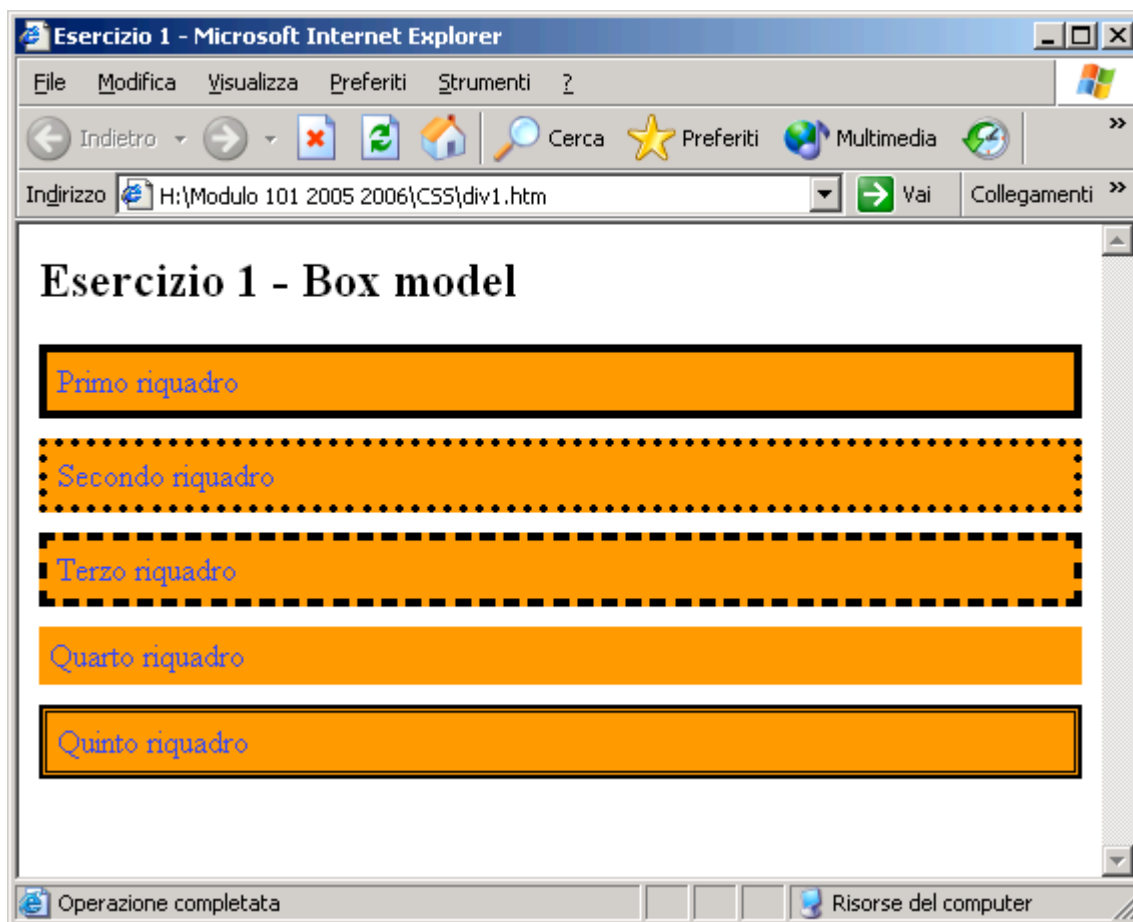 Esercizio 1 - Microsoft Internet Explorer
File Modifica Visualizza Preferiti Strumenti ?
Indietro Cerca Preferiti Multimedia »
Indirizzo H:\Modulo 101 2005 2006\CSS\div1.htm Vai Collegamenti »
Esercizio 1 - Box model
Primo riquadro
Secondo riquadro
Terzo riquadro
Quarto riquadro
Quinto riquadro
Operazione completata Risorse del computer